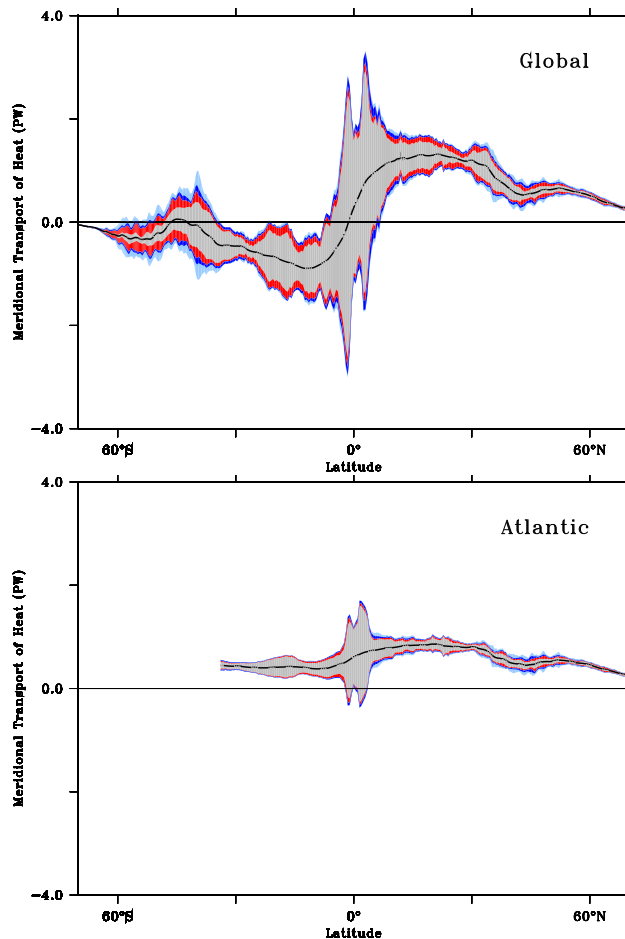 4.0
Global
Meridional Transport of Heat (PW)
0.0
−4.0
60°S 0° 60°N
Latitude
4.0
Atlantic
Meridional Transport of Heat (PW)
0.0
−4.0
60°S 0° 60°N
Latitude